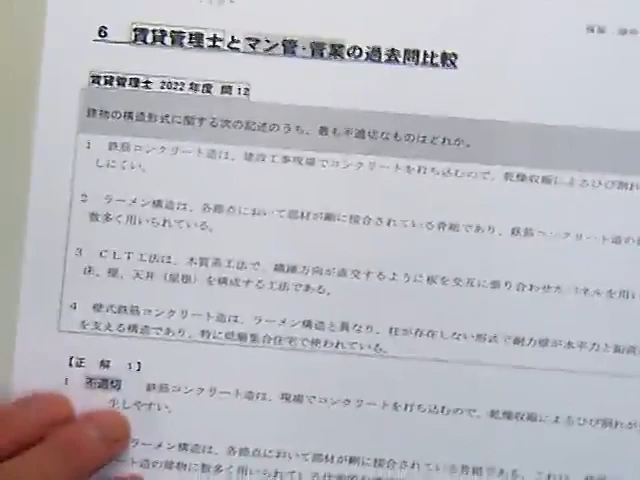 6 賃貸管理士とマン管・管業の過去問比較
賃貸管理士 2022年度 問12
建物の構造形式に関する次の記述のうち、最も不適切なものはどれか。
1 鉄筋コンクリート造は、建設工事現場でコンクリートを打ち込むので、乾燥収縮によるひび割れ
しにくい。
2 ラーメン構造は、各節点において部材が剛に接合されている骨組であり、鉄筋コンクリート造の
数多く用いられている。
3 CLT工法は、木質系工法で、繊維方向が直交するように板を交互に張り合わせたパネルを用い
床、壁、天井(屋根)を構成する工法である。
4 壁式鉄筋コンクリート造は、ラーメン構造と異なり、柱が存在しない形式で耐力壁が水平力と鉛直
を支える構造であり、特に低層集合住宅で使われている。
【正 解 1】
1 不適切 鉄筋コンクリート造は、現場でコンクリートを打ち込むので、乾燥収縮によるひび割れが
生しやすい。
ラーメン構造は、各節点において部材が剛に接合されている骨組である。これは、
ート造の建物に数多く用いられている